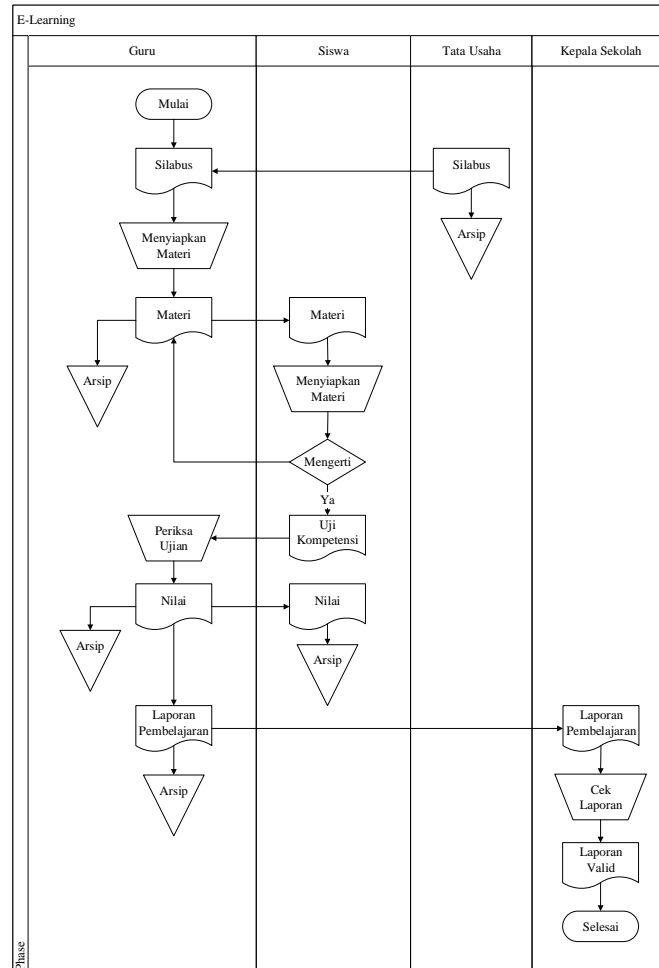 E-Learning
Guru
Siswa
Tata Usaha
Kepala Sekolah
Mulai
Silabus
Silabus
Arsip
Menyiapkan
Materi
Materi
Materi
Arsip
Menyiapkan
Materi
Mengerti
Ya
Uji
Kompetensi
Periksa
Ujian
Nilai
Nilai
Arsip
Arsip
Laporan
Pembelajaran
Laporan
Pembelajaran
Arsip
Cek
Laporan
Laporan
Valid
Selesai
Phase